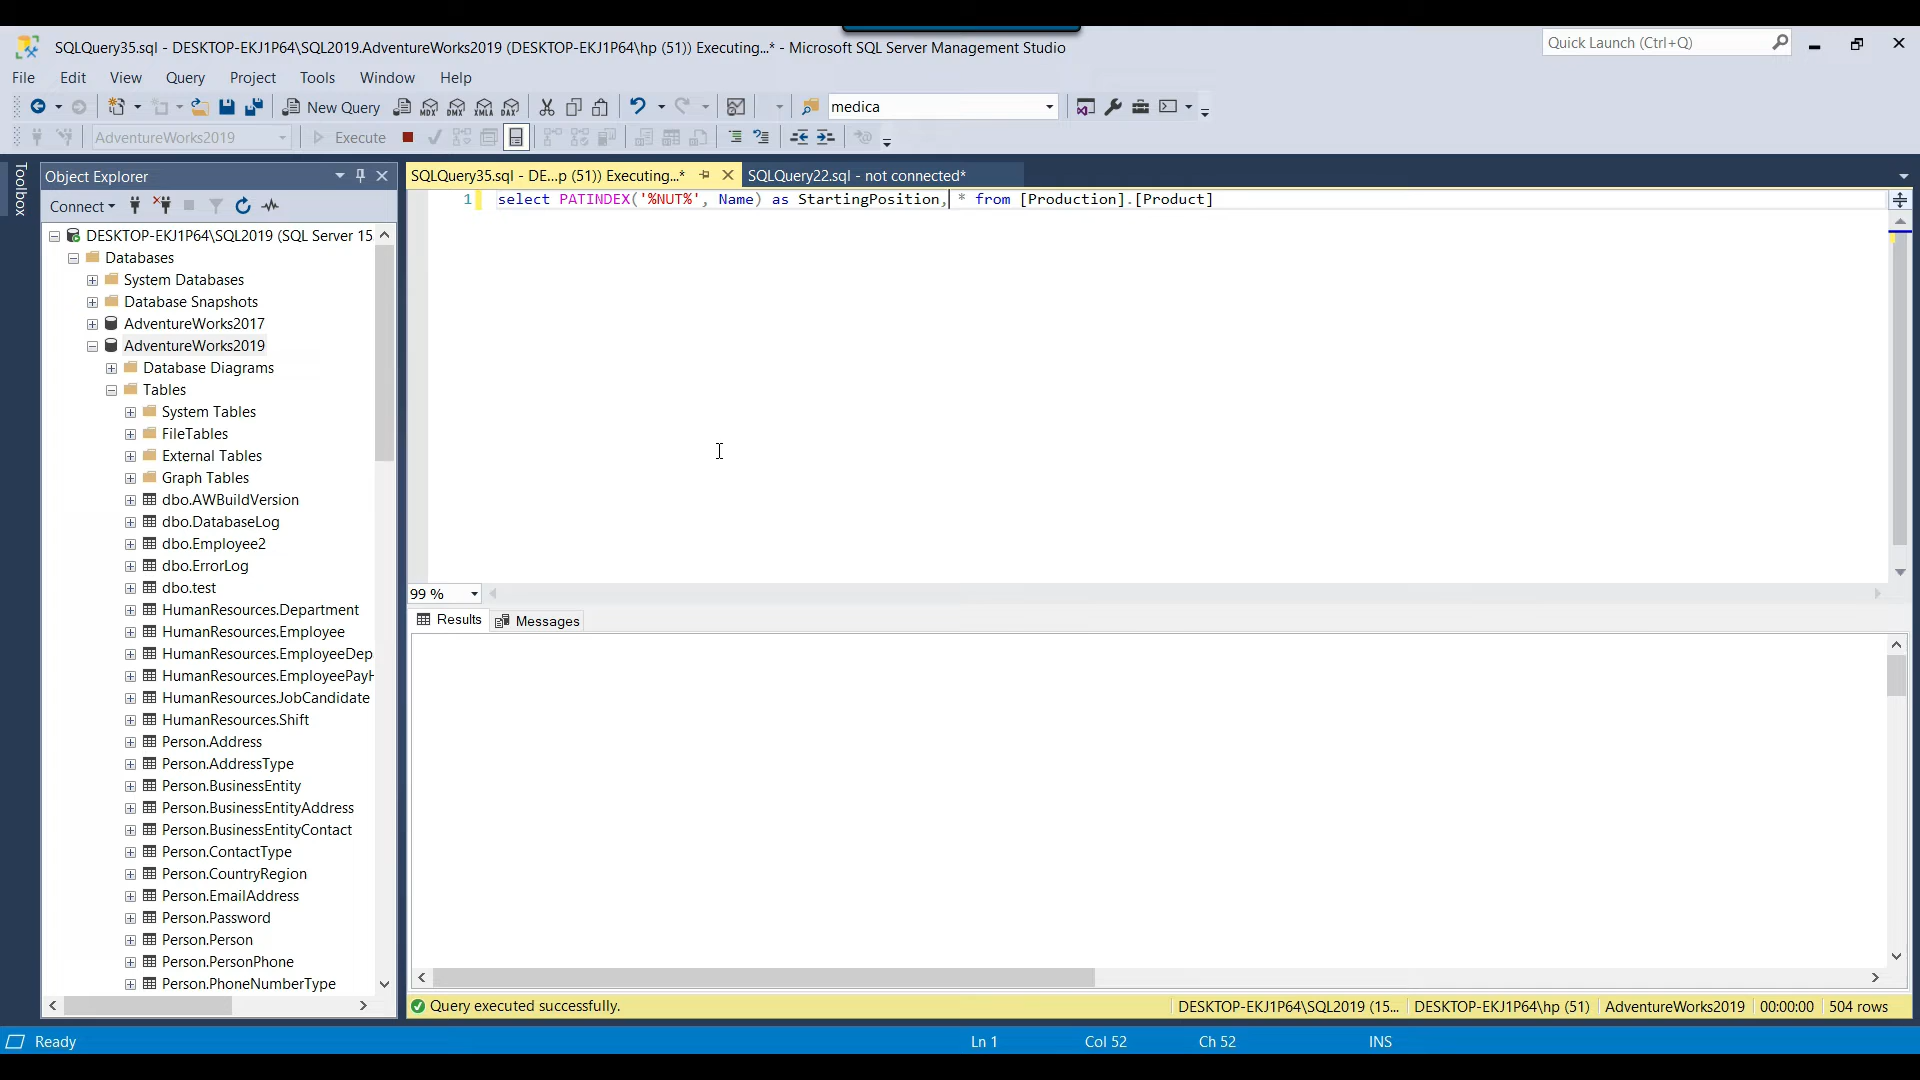 SQLQuery35.sql - DESKTOP-EKJ1P64\SQL2019.AdventureWorks2019 (DESKTOP-EKJ1P64\hp (51)) Executing...* - Microsoft SQL Server Management Studio
Quick Launch (Ctrl+Q)
File Edit View Query Project Tools Window Help
New Query
MDX DMX XMLA DAX
medica
AdventureWorks2019
Execute
Toolbox
Object Explorer
SQLQuery35.sql - DE...p (51)) Executing...*
SQLQuery22.sql - not connected*
Connect
1 select PATINDEX('%NUT%', Name) as StartingPosition, * from [Production].[Product]
DESKTOP-EKJ1P64\SQL2019 (SQL Server 15
Databases
System Databases
Database Snapshots
AdventureWorks2017
AdventureWorks2019
Database Diagrams
Tables
System Tables
FileTables
External Tables
Graph Tables
dbo.AWBuildVersion
dbo.DatabaseLog
dbo.Employee2
dbo.ErrorLog
dbo.test
HumanResources.Department
HumanResources.Employee
HumanResources.EmployeeDep
HumanResources.EmployeePayH
HumanResources.JobCandidate
HumanResources.Shift
Person.Address
Person.AddressType
Person.BusinessEntity
Person.BusinessEntityAddress
Person.BusinessEntityContact
Person.ContactType
Person.CountryRegion
Person.EmailAddress
Person.Password
Person.Person
Person.PersonPhone
Person.PhoneNumberType
99 %
Results
Messages
Query executed successfully.
DESKTOP-EKJ1P64\SQL2019 (15...
DESKTOP-EKJ1P64\hp (51)
AdventureWorks2019
00:00:00
504 rows
Ready
Ln 1
Col 52
Ch 52
INS